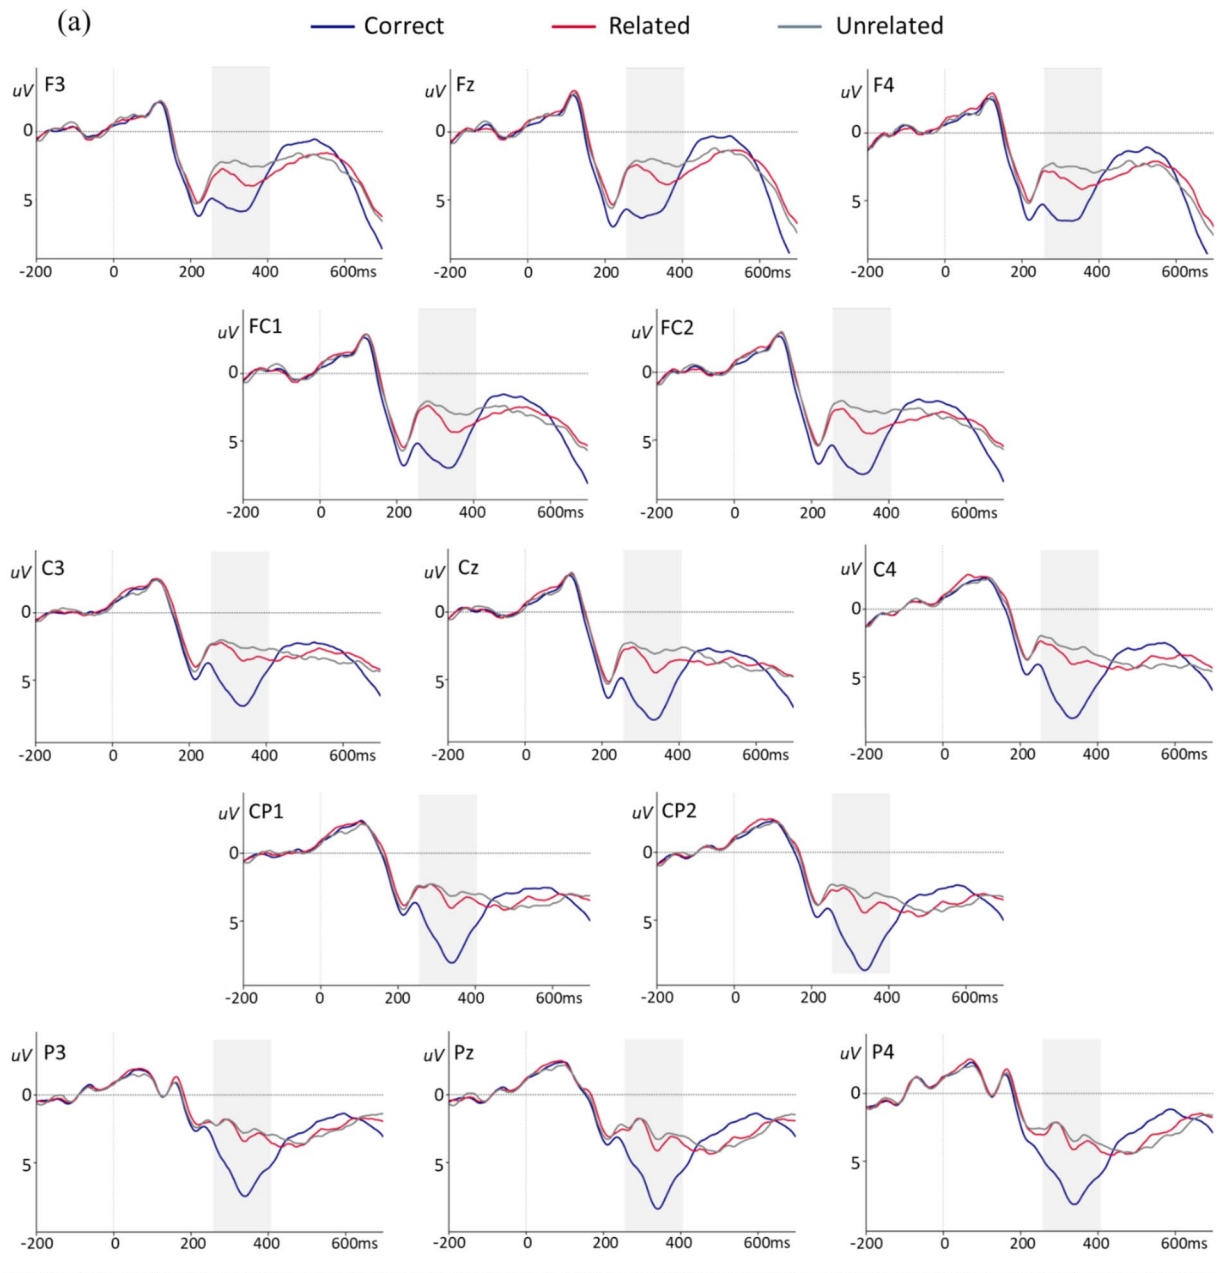 (a) Correct Related Unrelated
F3 Fz F4
uV uV uV
0 0 0
5 5 5
-200 0 200 400 600ms -200 0 200 400 600ms -200 0 200 400 600ms
FC1 FC2
uV uV
0 0
5 5
-200 0 200 400 600ms -200 0 200 400 600ms
C3 Cz C4
uV uV uV
0 0 0
5 5 5
-200 0 200 400 600ms -200 0 200 400 600ms -200 0 200 400 600ms
CP1 CP2
uV uV
0 0
5 5
-200 0 200 400 600ms -200 0 200 400 600ms
P3 Pz P4
uV uV uV
0 0 0
5 5 5
-200 0 200 400 600ms -200 0 200 400 600ms -200 0 200 400 600ms